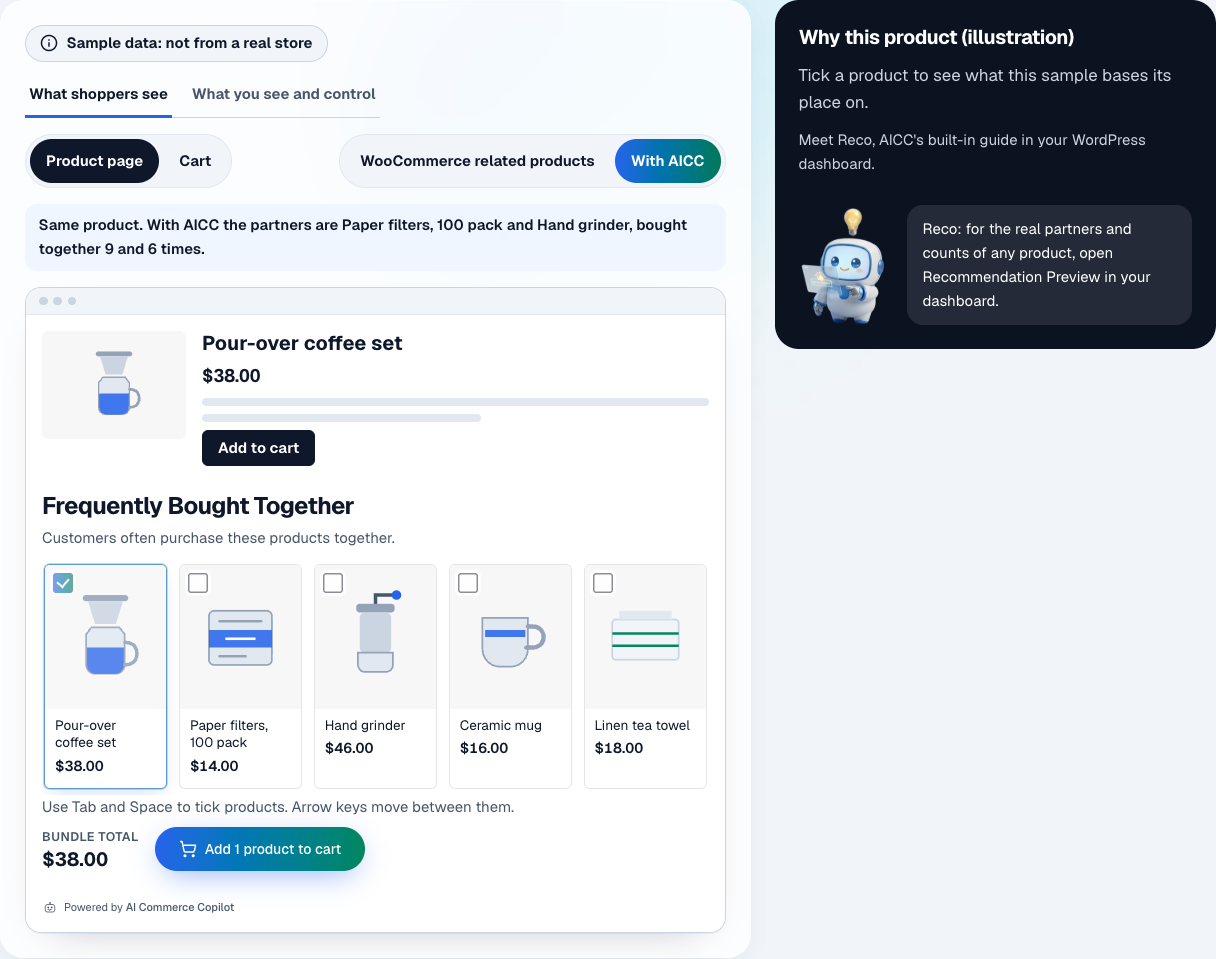 Sample data: not from a real store
What shoppers see
What you see and control
Product page
Cart
WooCommerce related products
With AICC
Same product. With AICC the partners are Paper filters, 100 pack and Hand grinder, bought
together 9 and 6 times.
Pour-over coffee set
$38.00
Add to cart
Frequently Bought Together
Customers often purchase these products together.
Pour-over
coffee set
$38.00
Paper filters,
100 pack
$14.00
Hand grinder
$46.00
Ceramic mug
$16.00
Linen tea towel
$18.00
Use Tab and Space to tick products. Arrow keys move between them.
BUNDLE TOTAL
$38.00
Add 1 product to cart
Powered by AI Commerce Copilot
Why this product (illustration)
Tick a product to see what this sample bases its
place on.
Meet Reco, AICC's built-in guide in your WordPress
dashboard.
Reco: for the real partners and
counts of any product, open
Recommendation Preview in your
dashboard.